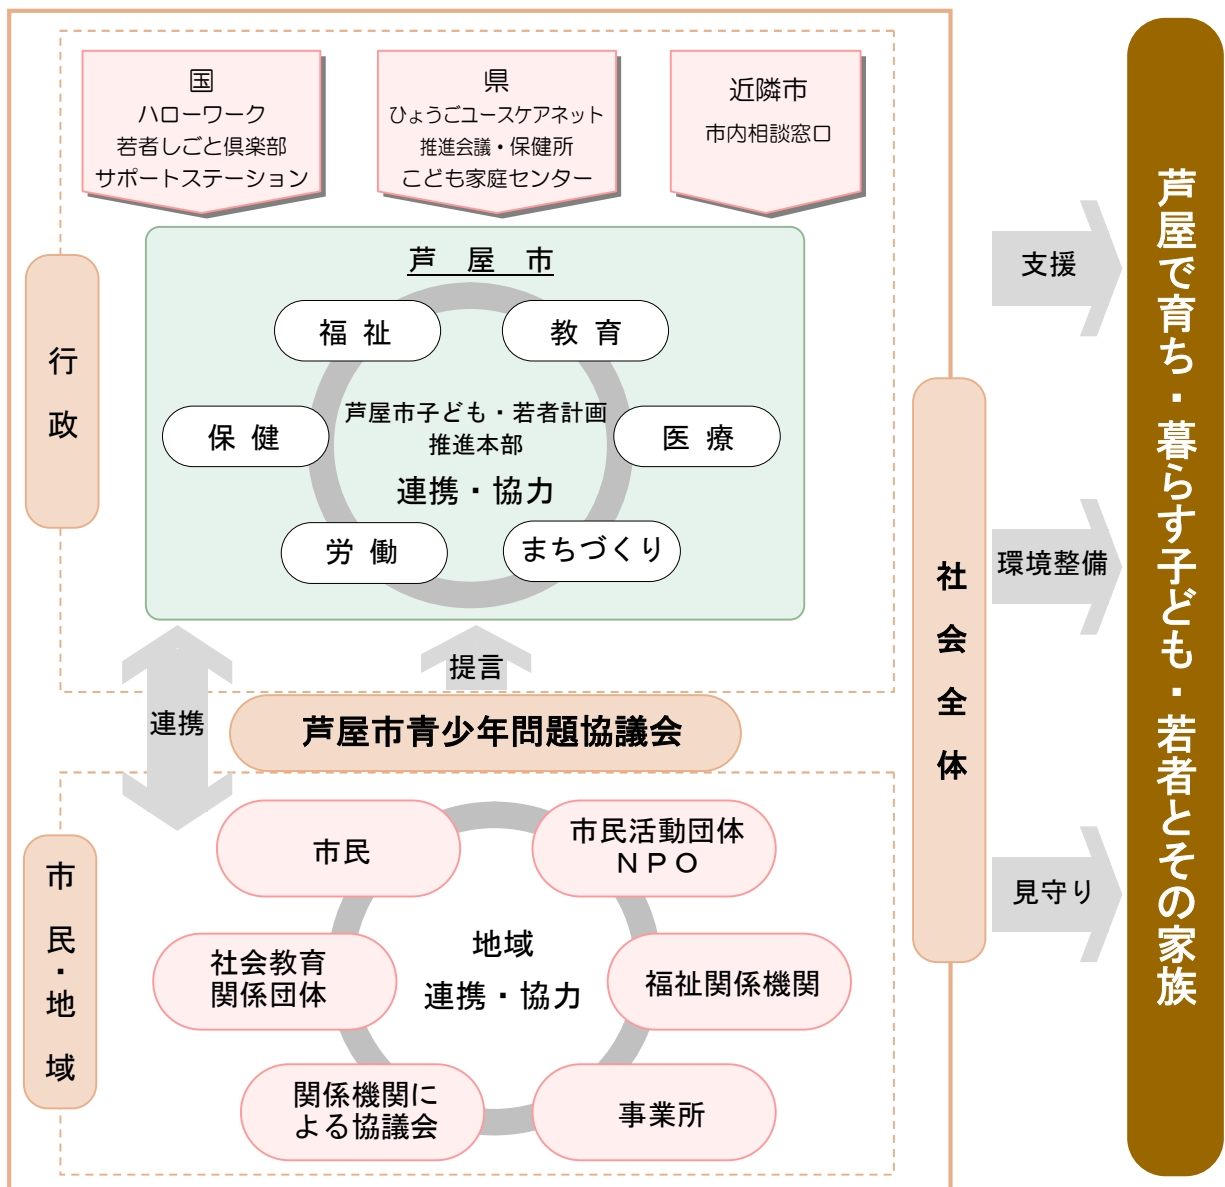 国
ハローワーク
若者しごと倶楽部
サポートステーション
県
ひょうごユースケアネット
推進会議・保健所
こども家庭センター
近隣市
市内相談窓口
行政
芦 屋 市
福 祉
教 育
保 健
芦屋市子ども・若者計画
推進本部
連携・協力
医 療
労 働
まちづくり
連携
提言
芦屋市青少年問題協議会
市民・地域
市民
市民活動団体
ＮＰＯ
社会教育
関係団体
地域
連携・協力
福祉関係機関
関係機関に
よる協議会
事業所
社会全体
支援
環境整備
見守り
芦屋で育ち・暮らす子ども・若者とその家族